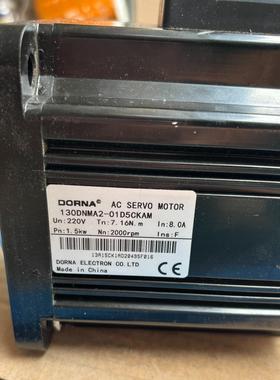 DORNA® AC SERVO MOTOR
130DNMA2-01D5CKAM
Un:220V Tn:7.16N.m In:8.0A
Pn:1.5kw Nn:2000rpm Ins:F
DORNA ELECTRON CO.LTD
Made in China